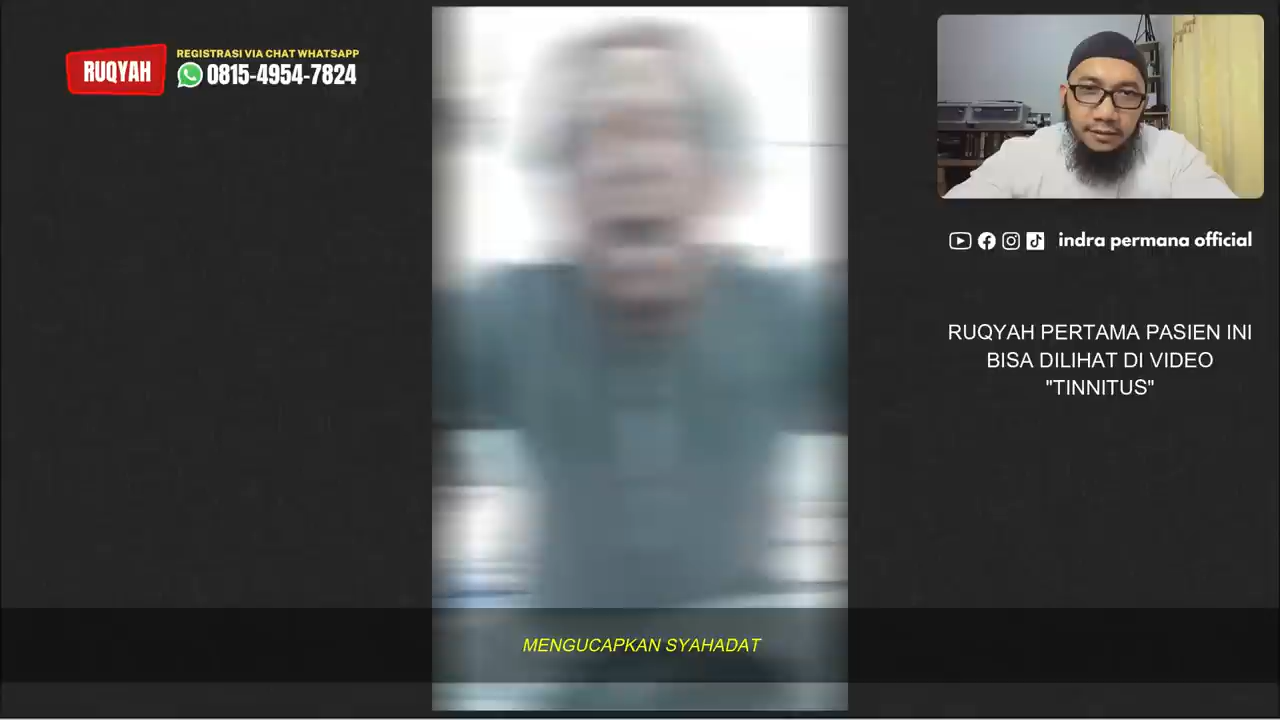 RUQYAH
REGISTRASI VIA CHAT WHATSAPP
0815-4954-7824
indra permana official
RUQYAH PERTAMA PASIEN INI
BISA DILIHAT DI VIDEO
"TINNITUS"
MENGUCAPKAN SYAHADAT